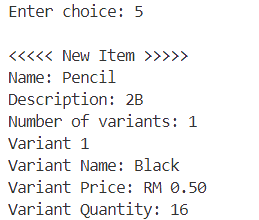 Enter choice: 5
<<<<< New Item >>>>>
Name: Pencil
Description: 2B
Number of variants: 1
Variant 1
Variant Name: Black
Variant Price: RM 0.50
Variant Quantity: 16